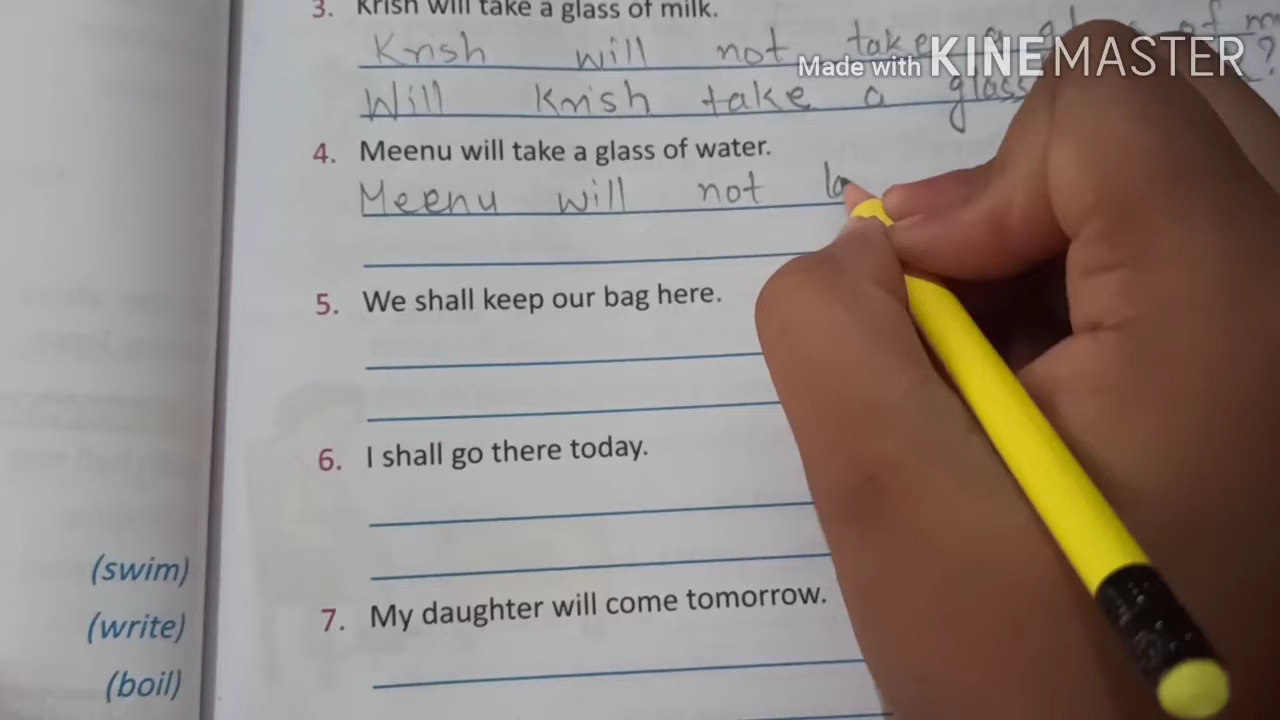 3. Krish will take a glass of milk.
Krish will not take a of
Made with KINEMASTER
Will Krish take a glass ?
4. Meenu will take a glass of water.
Meenu will not
5. We shall keep our bag here.
6. I shall go there today.
(swim)
7. My daughter will come tomorrow.
(write)
(boil)